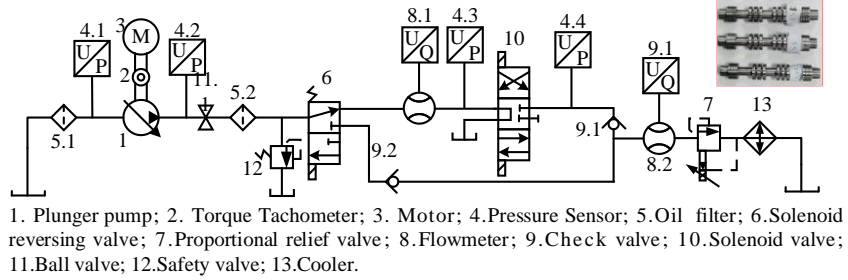 8.1 4.3 4.4
4.1 3 M 4.2 U Q U P 10 U P 9.1
U P U P U Q
2 11. 6 7 13
5.2
9.1
5.1 1 12 9.2 8.2
1. Plunger pump; 2. Torque Tachometer; 3. Motor; 4.Pressure Sensor; 5.Oil filter; 6.Solenoid
reversing valve; 7.Proportional relief valve; 8.Flowmeter; 9.Check valve; 10.Solenoid valve;
11.Ball valve; 12.Safety valve; 13.Cooler.